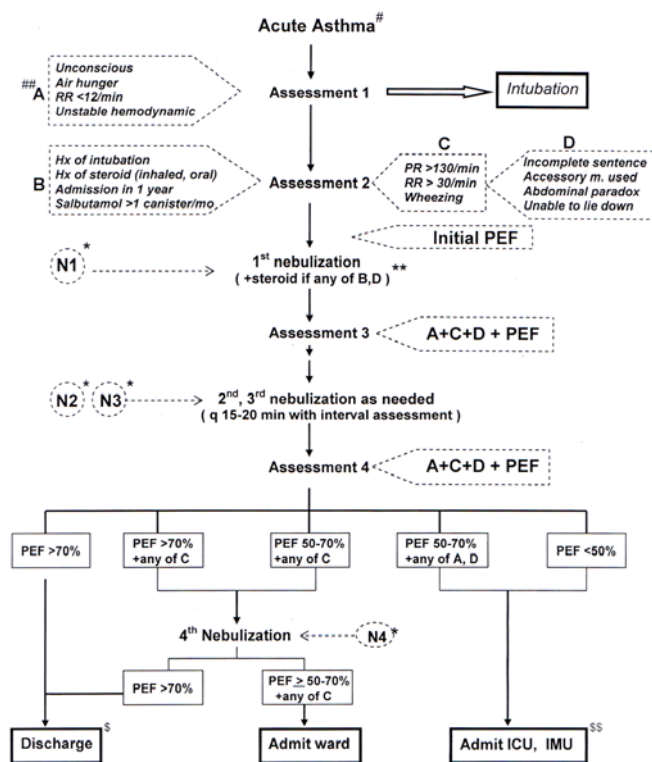 Acute Asthma#
##A
Unconscious
Air hunger
RR <12/min
Unstable hemodynamic
Assessment 1
Intubation
B
Hx of intubation
Hx of steroid (inhaled, oral)
Admission in 1 year
Salbutamol >1 canister/mo
Assessment 2
C
PR >130/min
RR > 30/min
Wheezing
D
Incomplete sentence
Accessory m. used
Abdominal paradox
Unable to lie down
Initial PEF
N1*
1st nebulization
( +steroid if any of B,D ) **
Assessment 3
A+C+D + PEF
N2* N3*
2nd, 3rd nebulization as needed
( q 15-20 min with interval assessment )
Assessment 4
A+C+D + PEF
PEF >70%
PEF >70%
+any of C
PEF 50-70%
+any of C
PEF 50-70%
+any of A, D
PEF <50%
4th Nebulization
N4*
PEF >70%
PEF ≥ 50-70%
+any of C
Discharge $
Admit ward
Admit ICU, IMU $$